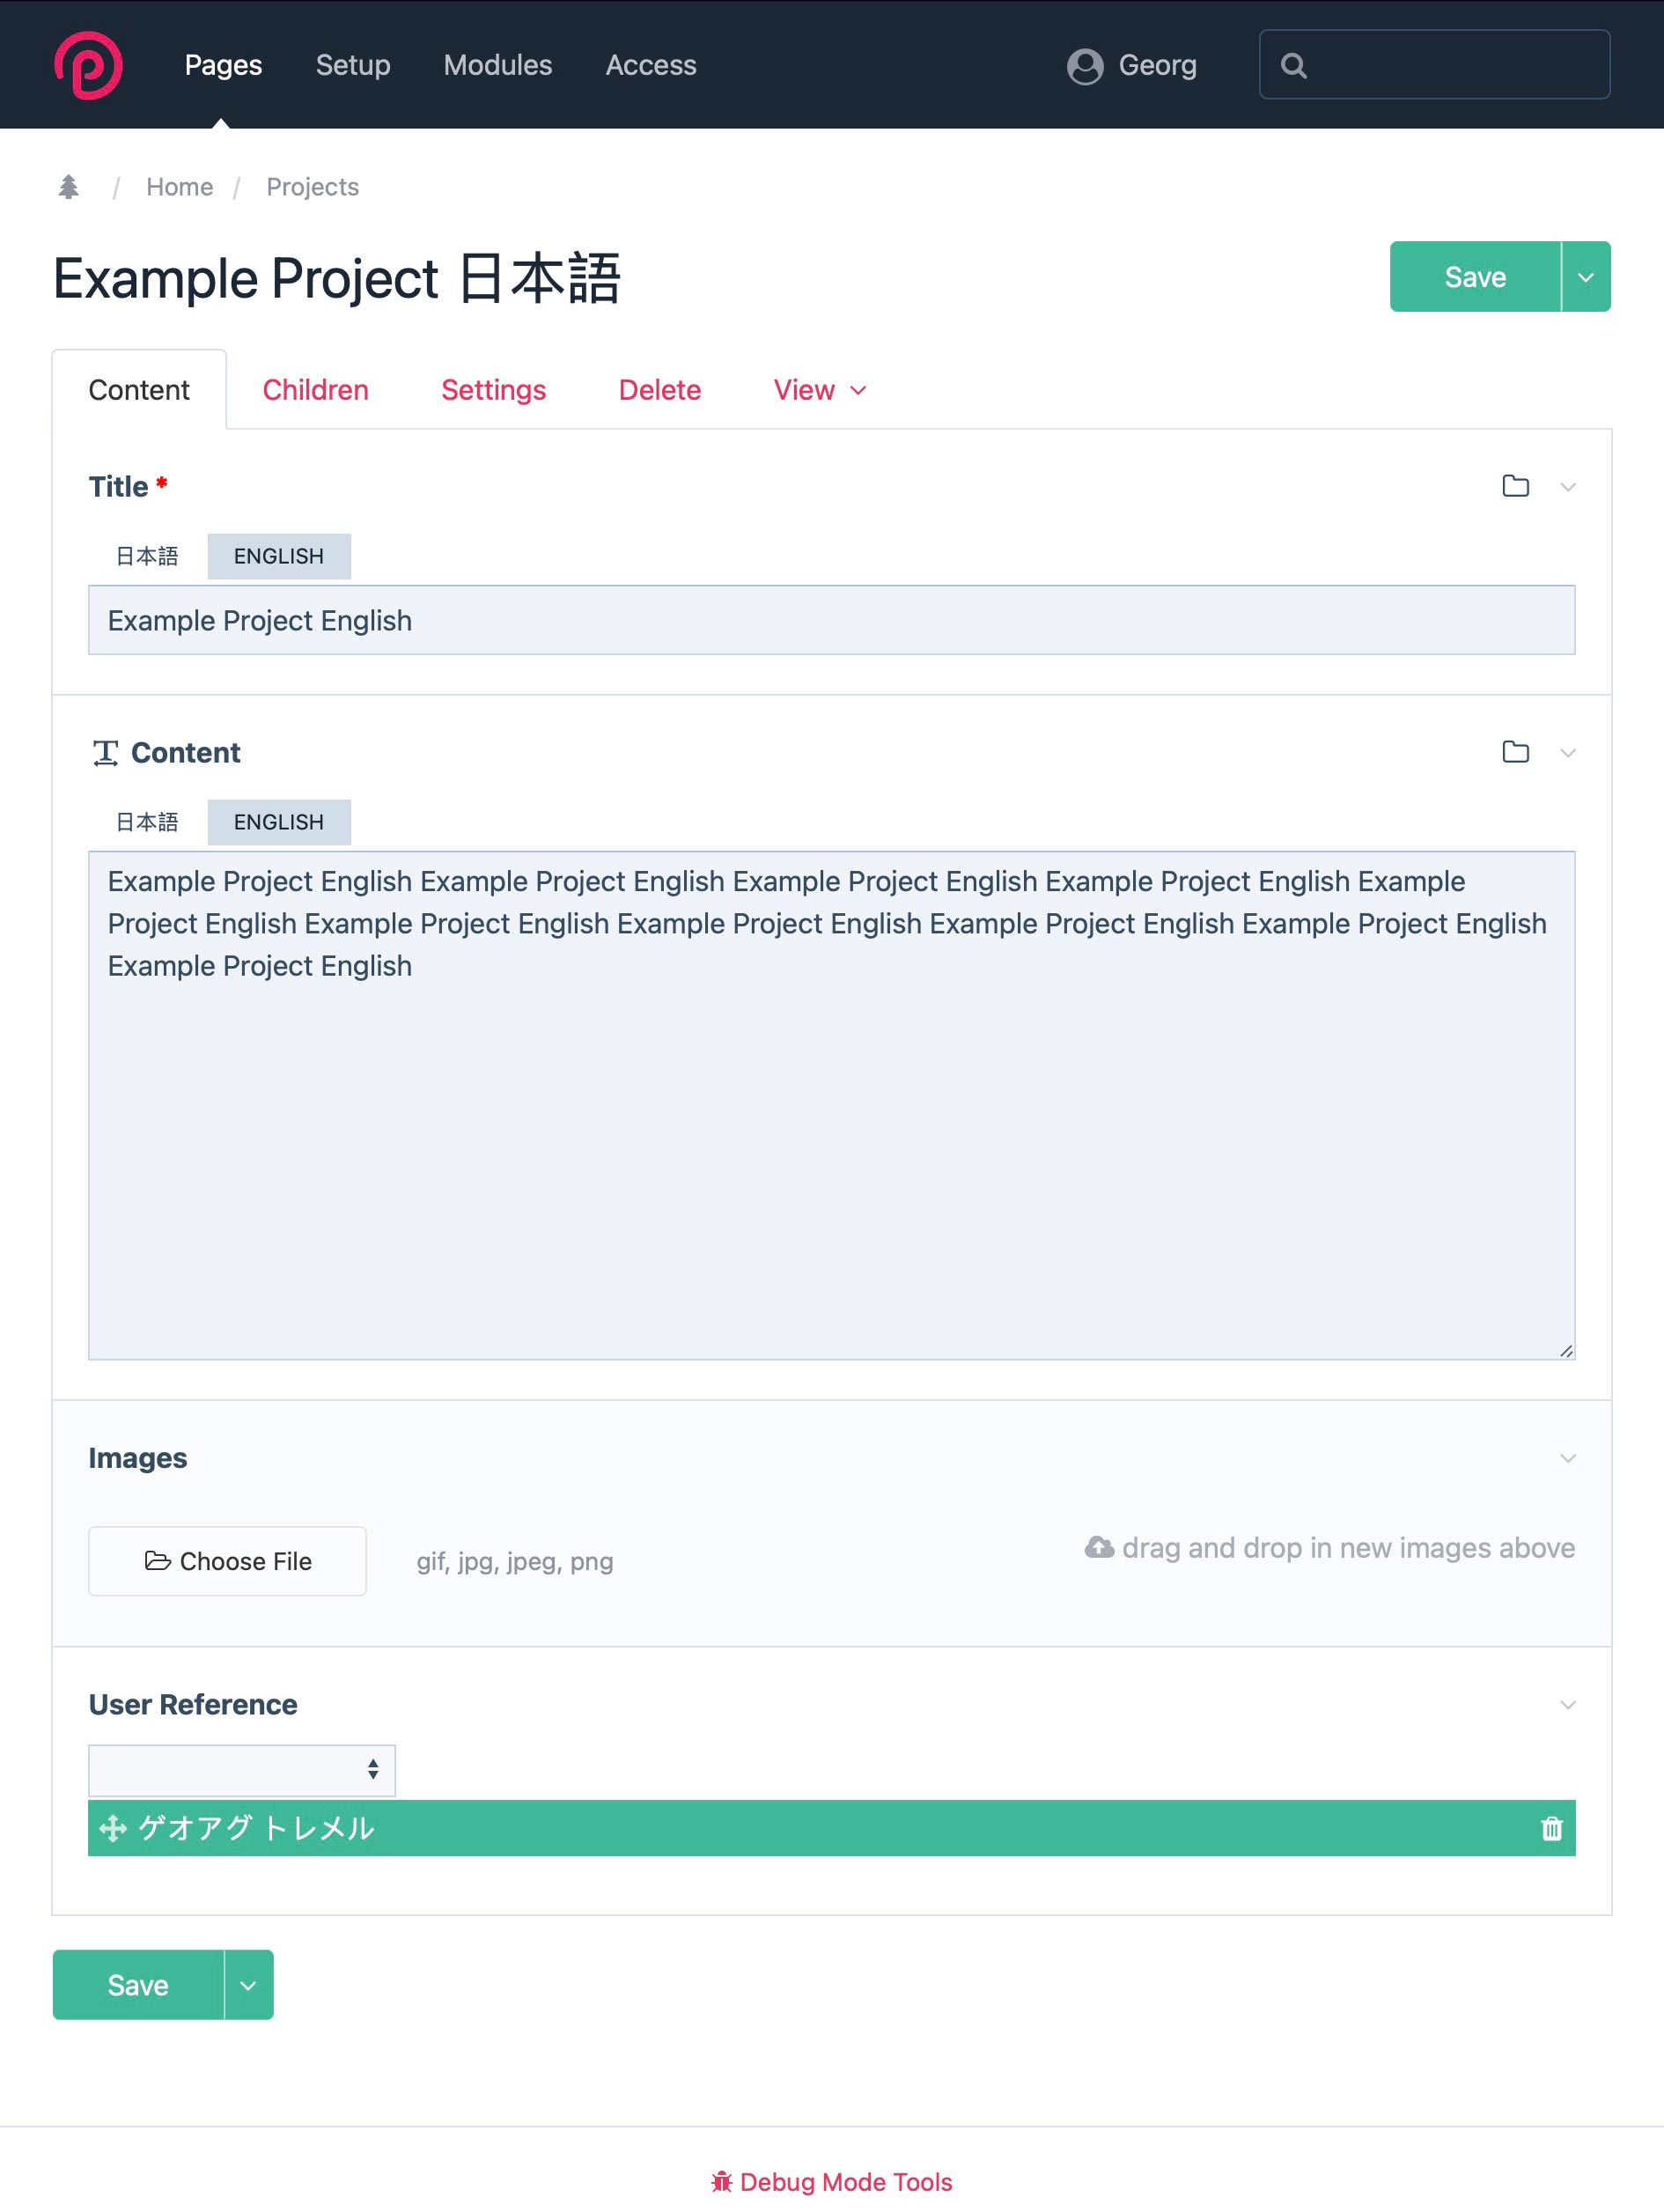 Pages Setup Modules Access Georg
/ Home / Projects
Example Project 日本語
Save
Content Children Settings Delete View
Title *
日本語 ENGLISH
Example Project English
Content
日本語 ENGLISH
Example Project English Example Project English Example Project English Example Project English Example
Project English Example Project English Example Project English Example Project English Example Project English
Example Project English
Images
Choose File gif, jpg, jpeg, png drag and drop in new images above
User Reference
ゲオアグ トレメル
Save
Debug Mode Tools